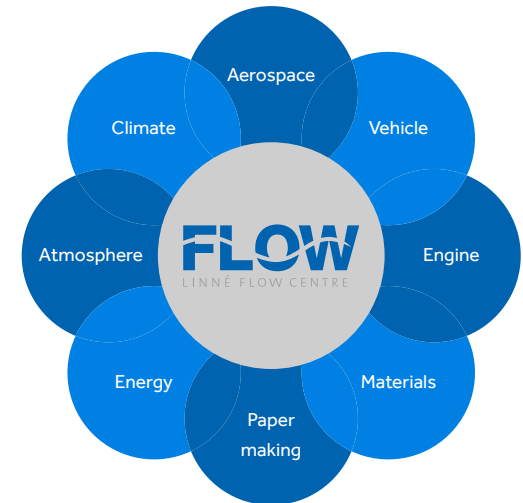 Aerospace
Climate
Vehicle
FLOW
LINNÉ FLOW CENTRE
Atmosphere
Engine
Energy
Materials
Paper
making